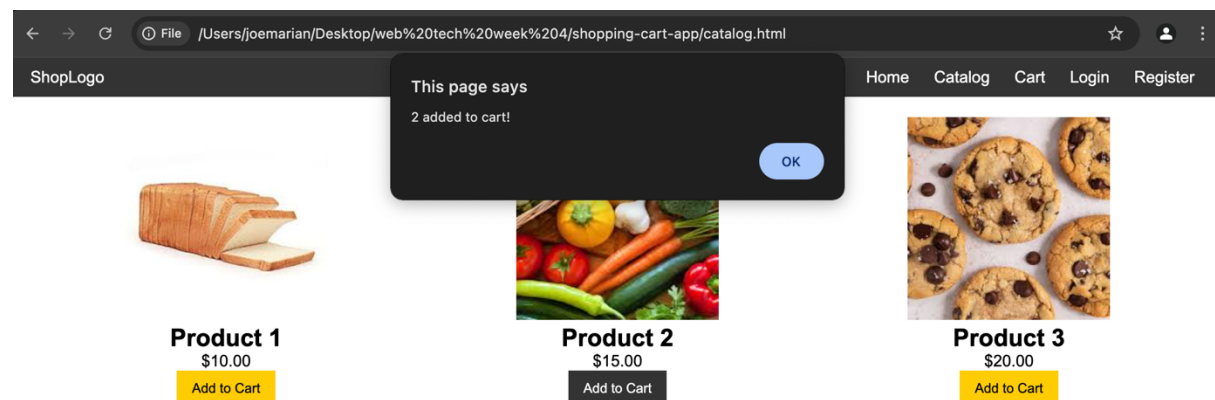 File /Users/joemarian/Desktop/web%20tech%20week%204/shopping-cart-app/catalog.html
ShopLogo
Home Catalog Cart Login Register
This page says
2 added to cart!
OK
Product 1 Product 2 Product 3
$10.00 $15.00 $20.00
Add to Cart Add to Cart Add to Cart